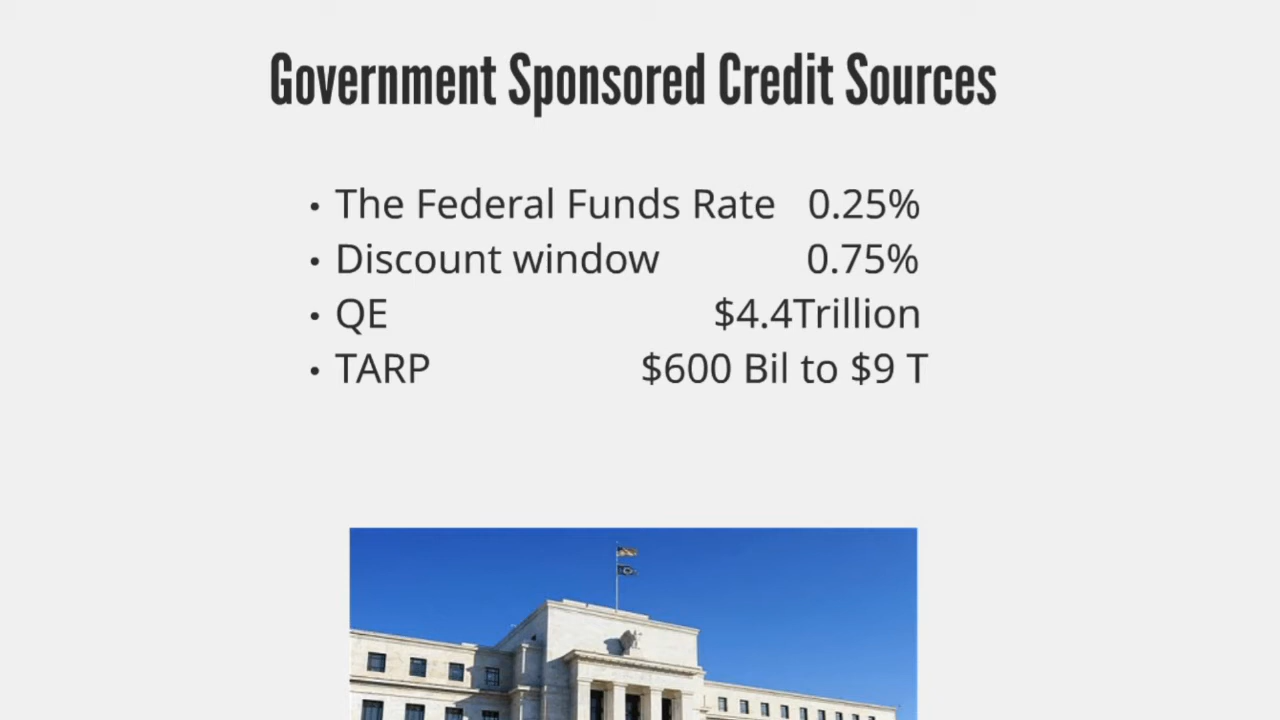 Government Sponsored Credit Sources
• The Federal Funds Rate 0.25%
• Discount window 0.75%
• QE $4.4Trillion
• TARP $600 Bil to $9 T